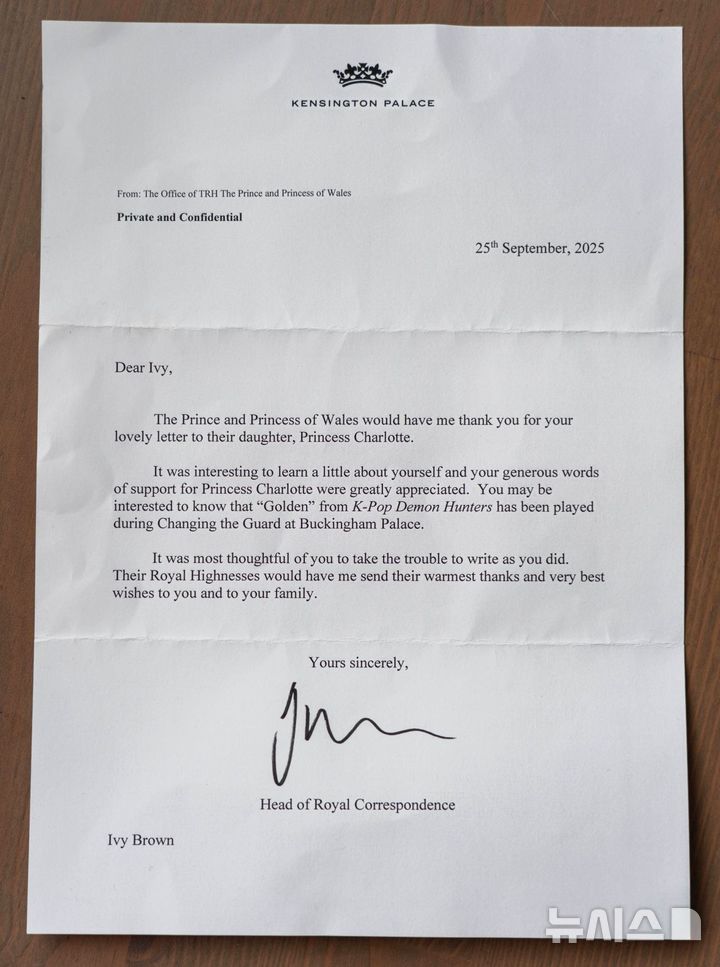 KENSINGTON PALACE
From: The Office of TRH The Prince and Princess of Wales
Private and Confidential
25th September, 2025
Dear Ivy,
The Prince and Princess of Wales would have me thank you for your
lovely letter to their daughter, Princess Charlotte.
It was interesting to learn a little about yourself and your generous words
of support for Princess Charlotte were greatly appreciated. You may be
interested to know that “Golden” from K-Pop Demon Hunters has been played
during Changing the Guard at Buckingham Palace.
It was most thoughtful of you to take the trouble to write as you did.
Their Royal Highnesses would have me send their warmest thanks and very best
wishes to you and to your family.
Yours sincerely,
Head of Royal Correspondence
Ivy Brown
뉴시스